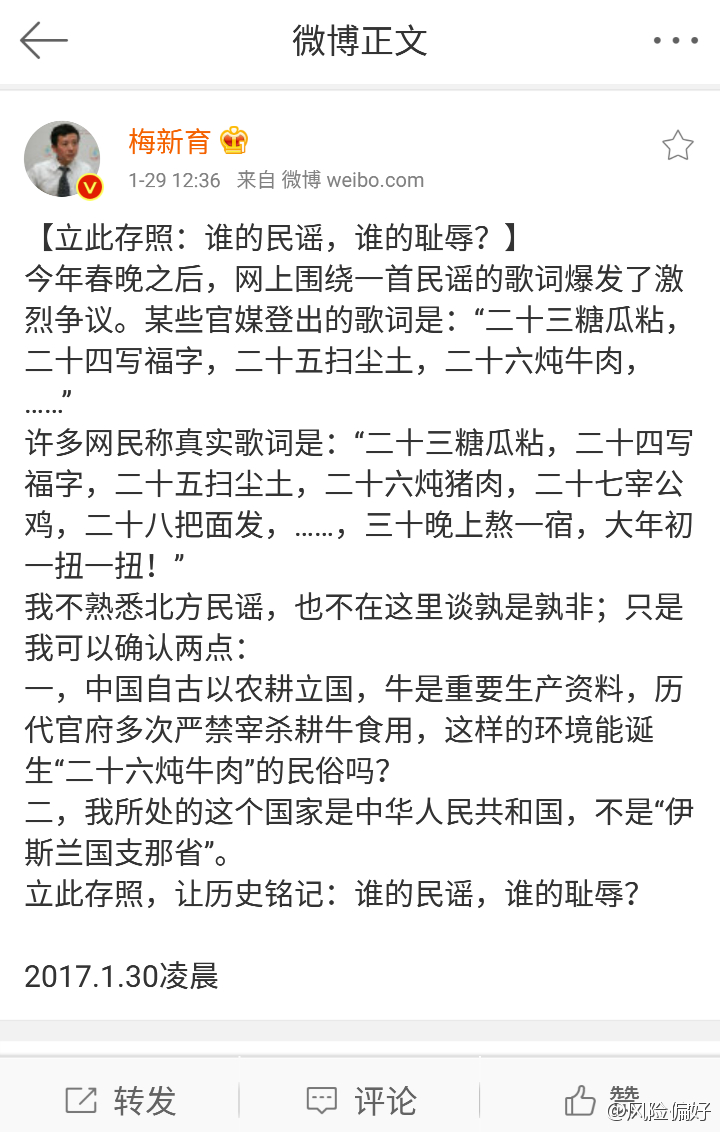 微博正文
梅新育
1-29 12:36 来自 微博 weibo.com
【立此存照：谁的民谣，谁的耻辱？】
今年春晚之后，网上围绕一首民谣的歌词爆发了激
烈争议。某些官媒登出的歌词是：“二十三糖瓜粘，
二十四写福字，二十五扫尘土，二十六炖牛肉，
……”
许多网民称真实歌词是：“二十三糖瓜粘，二十四写
福字，二十五扫尘土，二十六炖猪肉，二十七宰公
鸡，二十八把面发，……，三十晚上熬一宿，大年初
一扭一扭！”
我不熟悉北方民谣，也不在这里谈孰是孰非；只是
我可以确认两点：
一，中国自古以农耕立国，牛是重要生产资料，历
代官府多次严禁宰杀耕牛食用，这样的环境能诞
生“二十六炖牛肉”的民俗吗？
二，我所处的这个国家是中华人民共和国，不是“伊
斯兰国支那省”。
立此存照，让历史铭记：谁的民谣，谁的耻辱？
2017.1.30凌晨
转发 评论 赞
@风险偏好